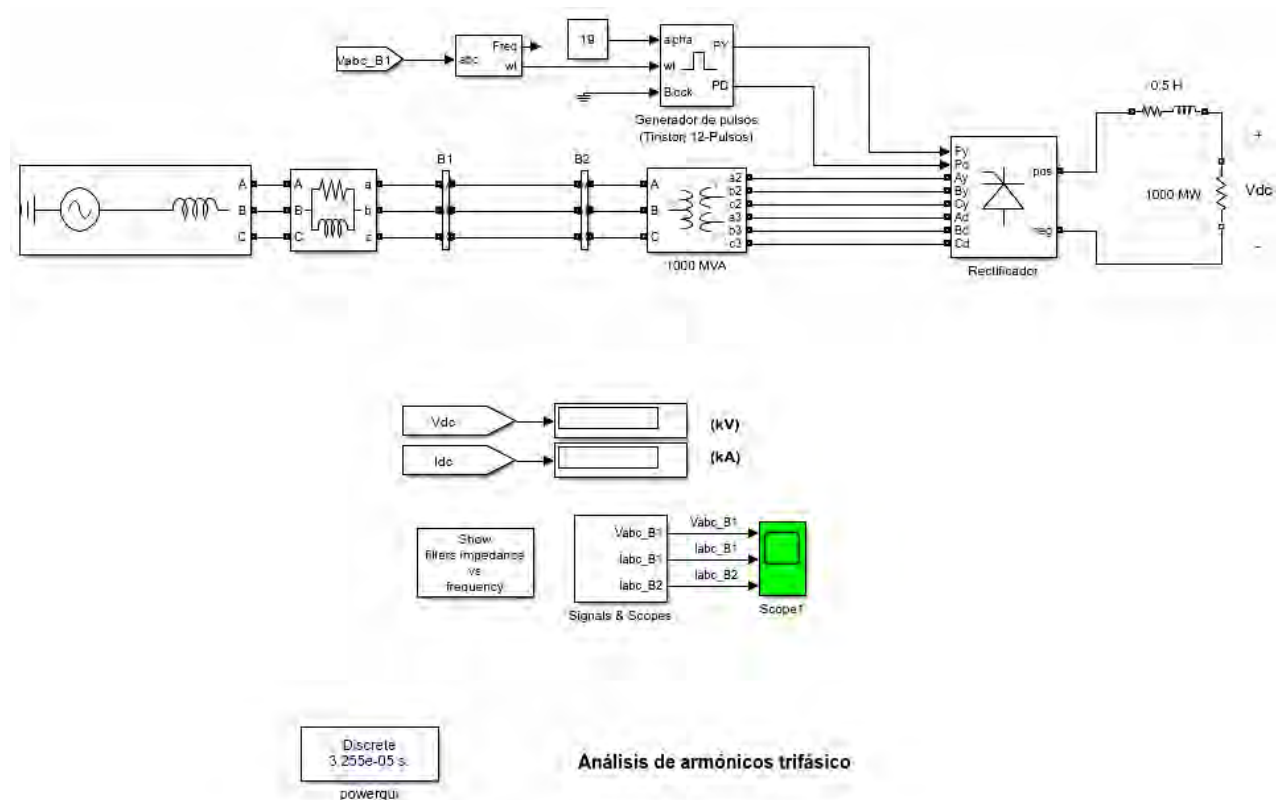 Vabc_B1
abc
Freq
wt
19
alpha
wt
Block
PY
PD
Generador de pulsos
(Tiristor, 12-Pulsos)
0.5 H
B1
B2
A
B
C
A
B
C
a
b
c
A
B
C
a2
b2
c2
a3
b3
c3
1000 MVA
Py
Pd
Ay
By
Cy
Ad
Bd
Cd
pos
neg
Rectificador
1000 MW
+
Vdc
-
Vdc
(kV)
Idc
(kA)
Show
filters impedance
vs
frequency
Vabc_B1
Iabc_B1
Iabc_B2
Signals & Scopes
Vabc_B1
Iabc_B1
Iabc_B2
Scope1
Discrete
3.255e-05 s.
powergui
Análisis de armónicos trifásico